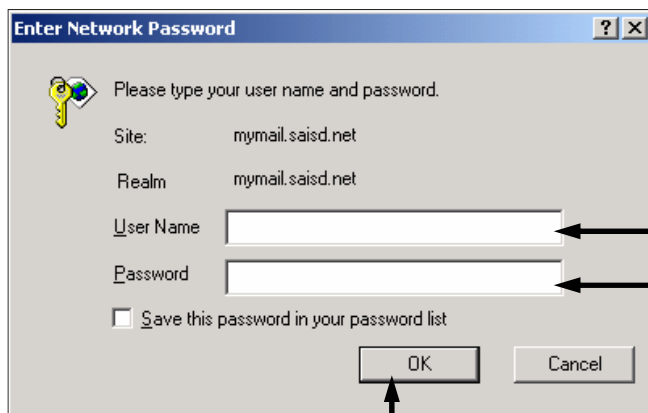 Enter Network Password
Please type your user name and password.
Site: mymail.saisd.net
Realm mymail.saisd.net
User Name
Password
Save this password in your password list
OK Cancel